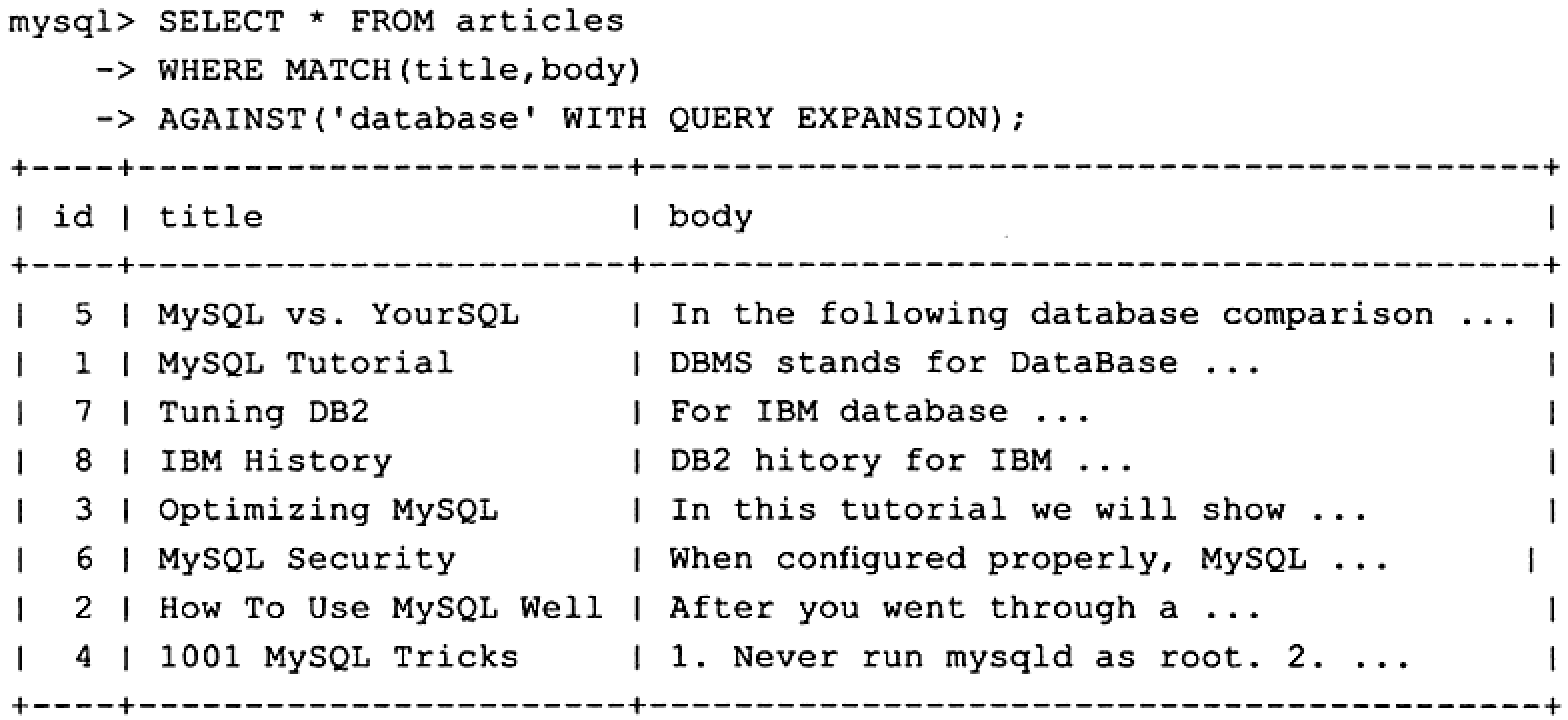 mysql> SELECT * FROM articles
    -> WHERE MATCH(title,body)
    -> AGAINST('database' WITH QUERY EXPANSION);
+----+-----------------------+------------------------------------------+
| id | title                 | body                                     |
+----+-----------------------+------------------------------------------+
|  5 | MySQL vs. YourSQL     | In the following database comparison ... |
|  1 | MySQL Tutorial        | DBMS stands for DataBase ...             |
|  7 | Tuning DB2            | For IBM database ...                     |
|  8 | IBM History           | DB2 hitory for IBM ...                   |
|  3 | Optimizing MySQL      | In this tutorial we will show ...        |
|  6 | MySQL Security        | When configured properly, MySQL ...       |
|  2 | How To Use MySQL Well | After you went through a ...             |
|  4 | 1001 MySQL Tricks     | 1. Never run mysqld as root. 2. ...      |
+----+-----------------------+------------------------------------------+